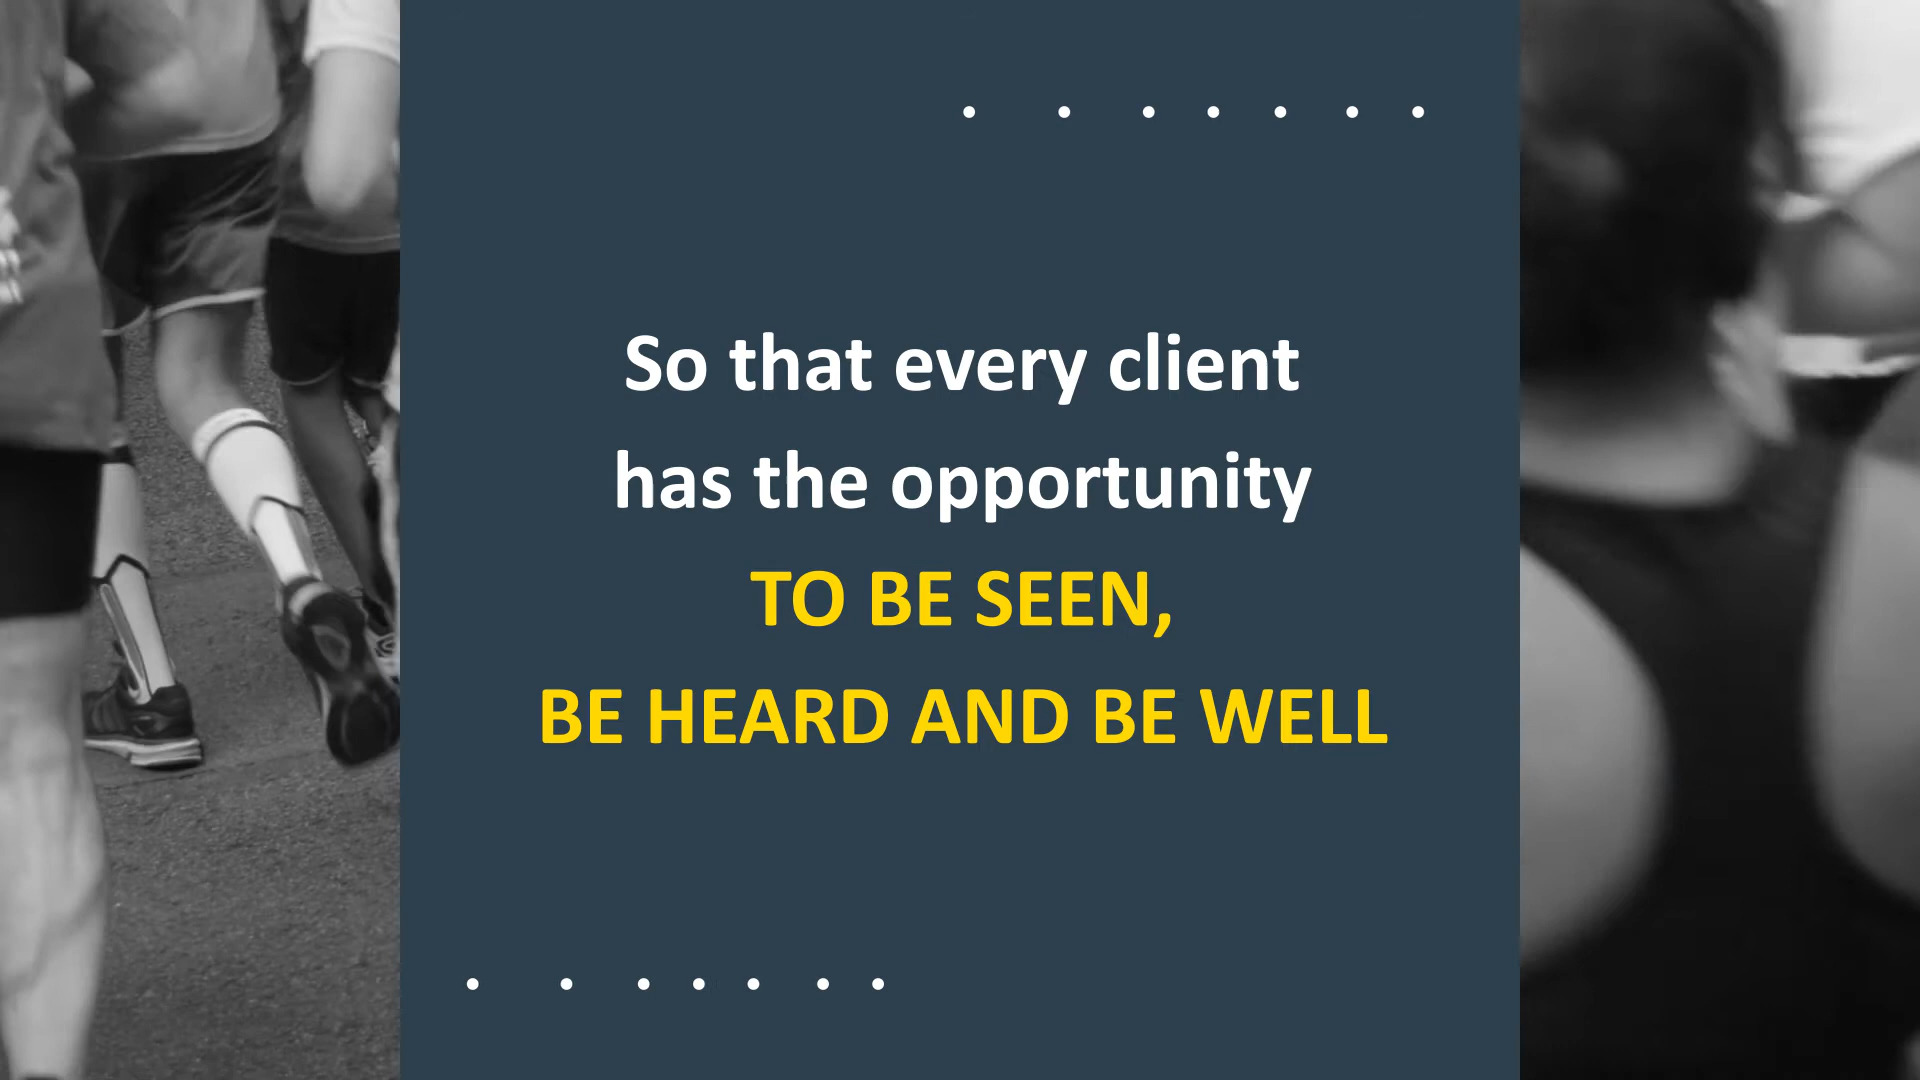 So that every client
has the opportunity
TO BE SEEN,
BE HEARD AND BE WELL